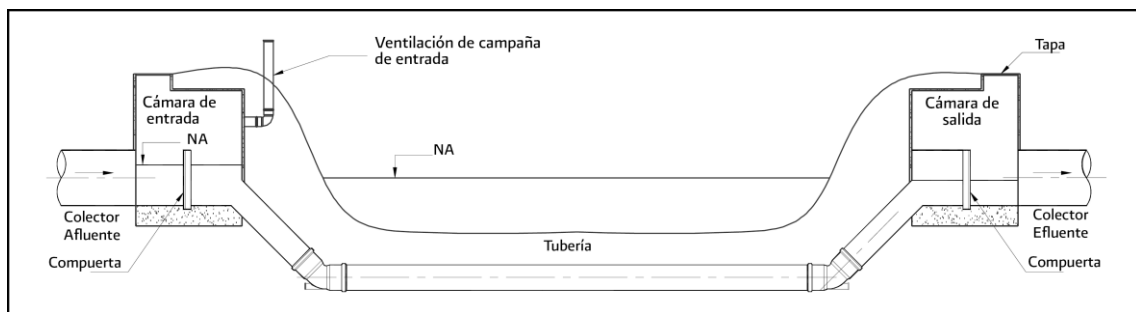 Ventilación de campaña
de entrada
Tapa
Cámara de
entrada
NA
Cámara de
salida
NA
Colector
Afluente
Compuerta
Tubería
Colector
Efluente
Compuerta